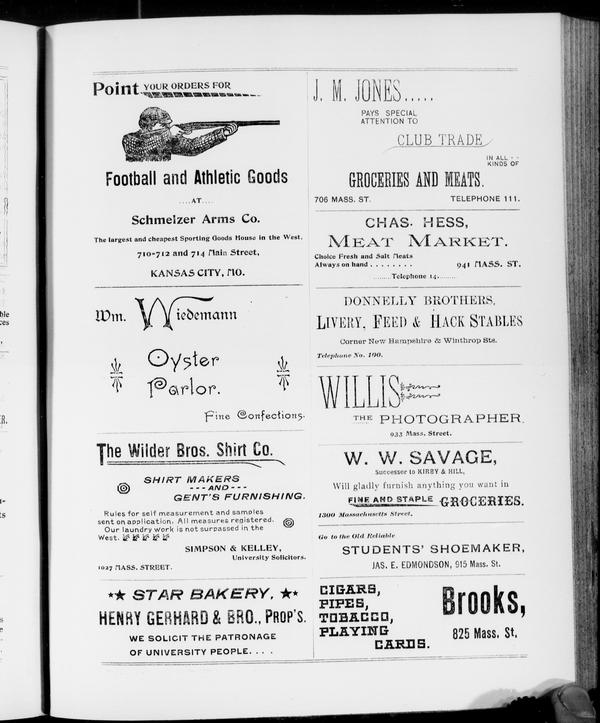 Point YOUR ORDERS FOR
Football and Athletic Goods
....AT....
Schmelzer Arms Co.
The largest and cheapest Sporting Goods House in the West.
710-712 and 714 Main Street,
KANSAS CITY, MO.
Wm. Wiedemann
Oyster
Parlor.
Fine Confections.
The Wilder Bros. Shirt Co.
SHIRT MAKERS
---AND---
GENT'S FURNISHING.
Rules for self measurement and samples
sent on application. All measures registered.
Our laundry work is not surpassed in the
West.
SIMPSON & KELLEY,
University Solicitors.
1027 MASS. STREET.
STAR BAKERY,
HENRY GERHARD & BRO., PROP'S.
WE SOLICIT THE PATRONAGE
OF UNIVERSITY PEOPLE....
J. M. JONES.....
PAYS SPECIAL
ATTENTION TO
CLUB TRADE
IN ALL - -
KINDS OF
GROCERIES AND MEATS.
706 MASS. ST. TELEPHONE 111.
CHAS. HESS,
MEAT MARKET.
Choice Fresh and Salt Meats
Always on hand ........ 941 MASS. ST.
........Telephone 14.........
DONNELLY BROTHERS,
LIVERY, FEED & HACK STABLES
Corner New Hampshire & Winthrop Sts.
Telephone No. 100.
WILLIS
THE PHOTOGRAPHER.
933 Mass. Street.
W. W. SAVAGE,
Successor to KIRBY & HILL,
Will gladly furnish anything you want in
FINE AND STAPLE GROCERIES.
1300 Massachusetts Street.
Go to the Old Reliable
STUDENTS' SHOEMAKER,
JAS. E. EDMONDSON, 915 Mass. St.
CIGARS,
PIPES,
TOBACCO,
PLAYING
CARDS.
Brooks,
825 Mass. St.